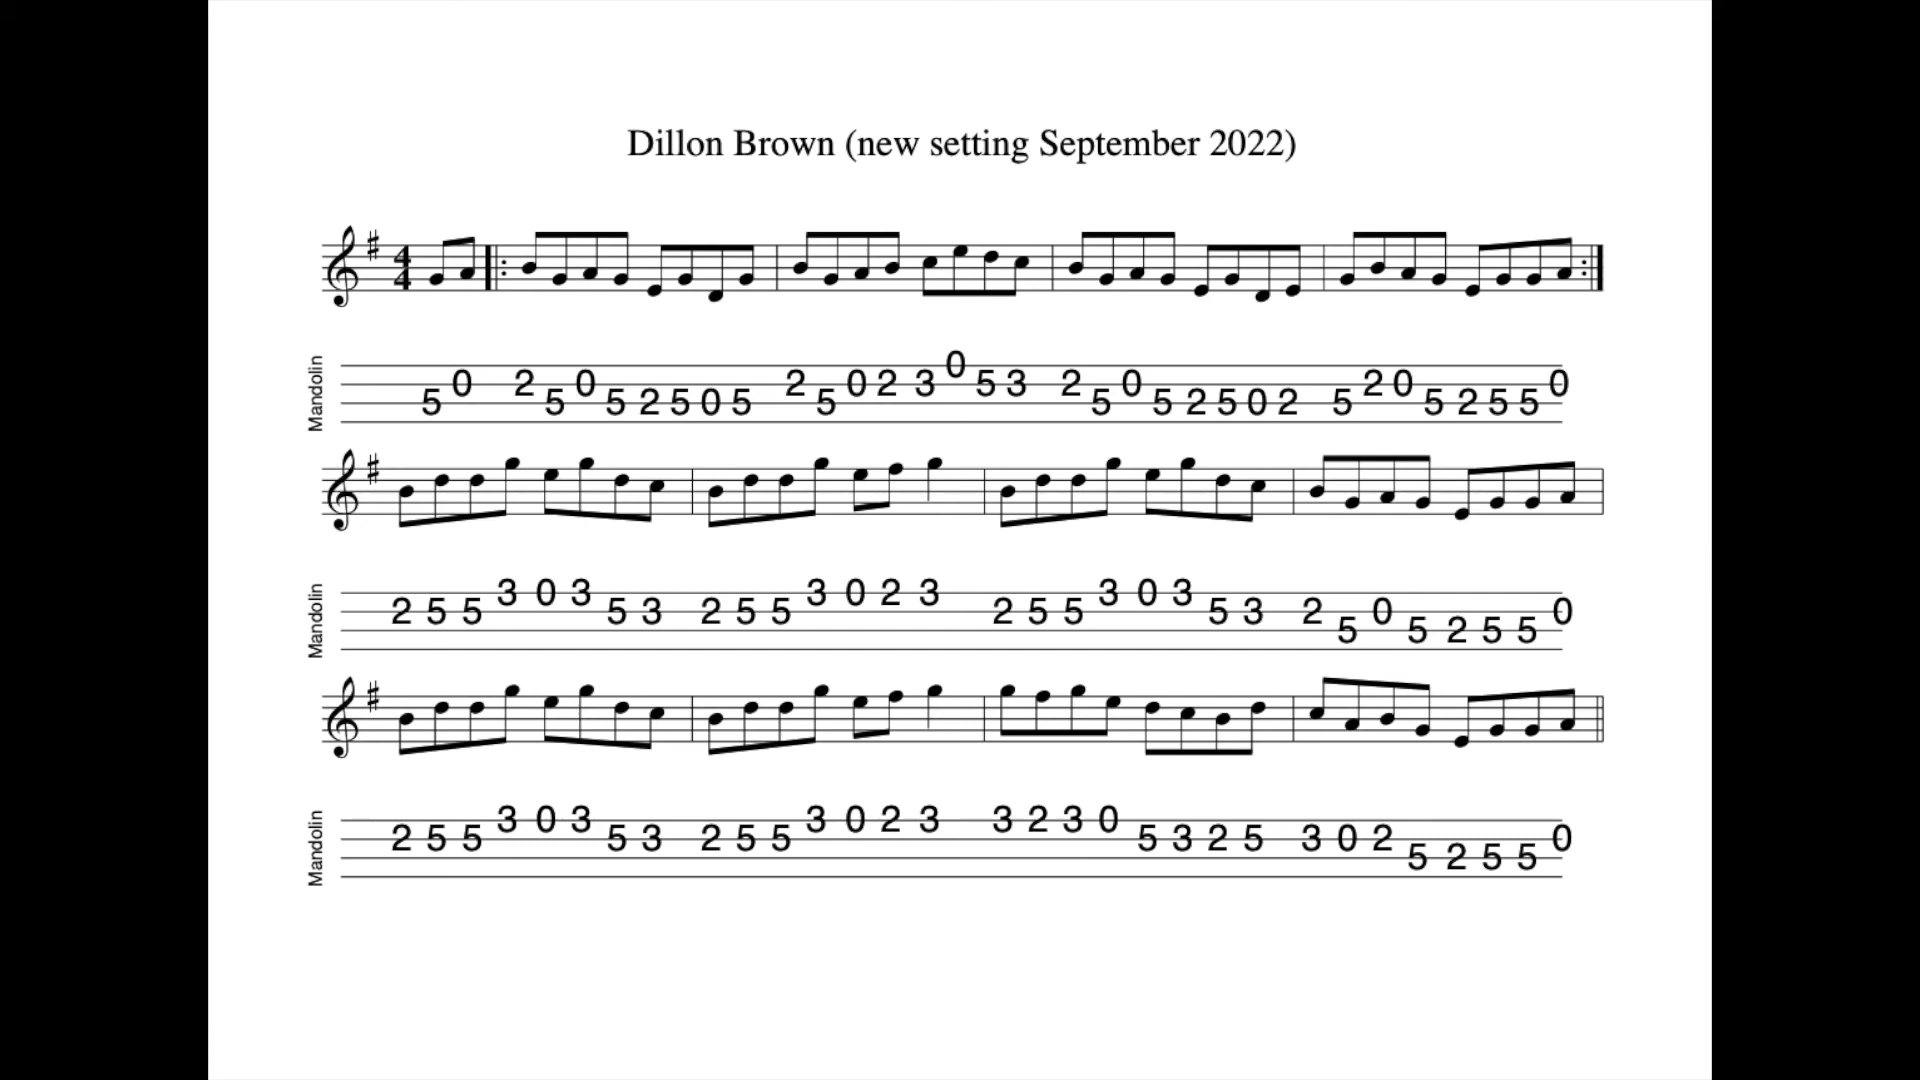 Dillon Brown (new setting September 2022)
4
4
Mandolin
5 0 2 5 0 5 2 5 0 5 2 5 0 2 3 0 5 3 2 5 0 5 2 5 0 2 5 2 0 5 2 5 5 0
Mandolin
2 5 5 3 0 3 5 3 2 5 5 3 0 2 3 2 5 5 3 0 3 5 3 2 5 0 5 2 5 5 0
Mandolin
2 5 5 3 0 3 5 3 2 5 5 3 0 2 3 3 2 3 0 5 3 2 5 3 0 2 5 2 5 5 0